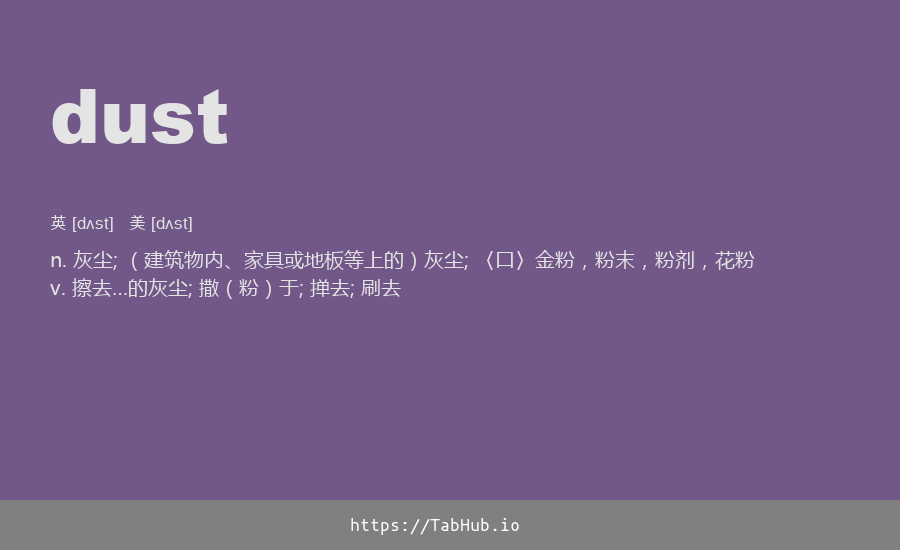 dust
英 [dʌst] 美 [dʌst]
n. 灰尘; （建筑物内、家具或地板等上的）灰尘; 〈口〉金粉，粉末，粉剂，花粉
v. 擦去...的灰尘; 撒（粉）于; 掸去; 刷去
https://TabHub.io